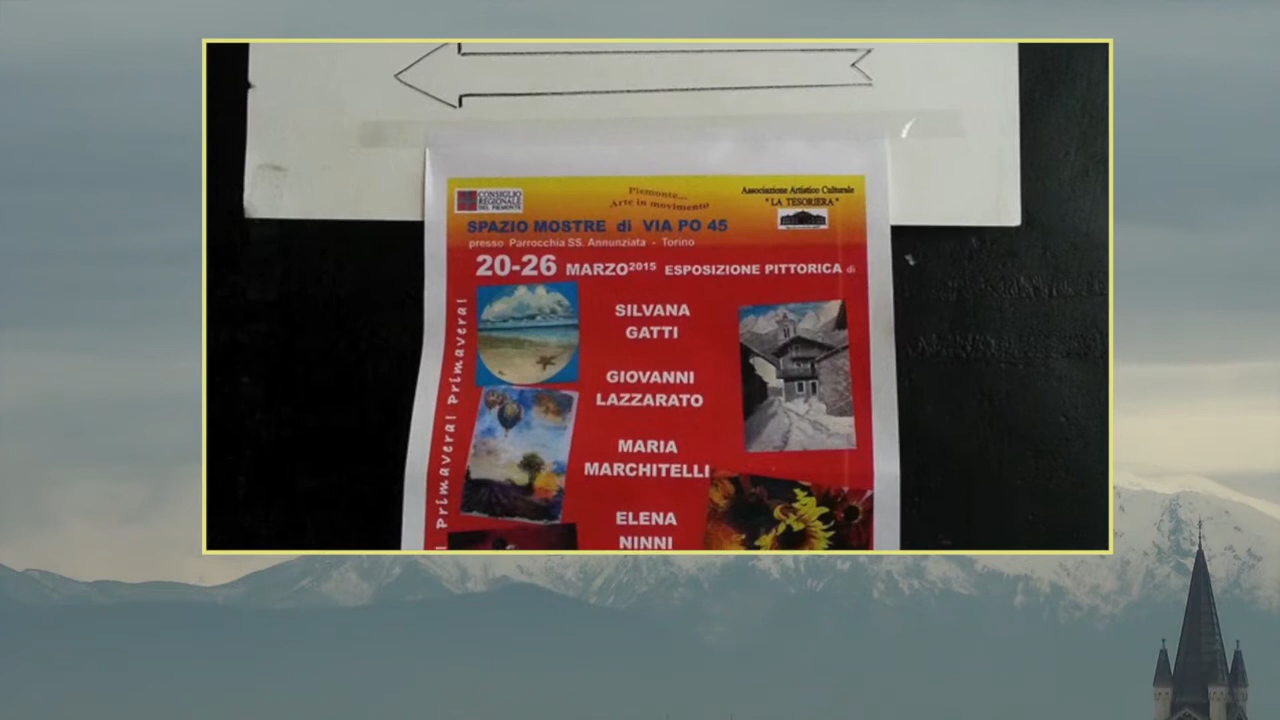 CONSIGLIO
REGIONALE
DEL PIEMONTE
Piemonte...
Arte in movimento
Associazione Artistico Culturale
" LA TESORIERA "
SPAZIO MOSTRE di VIA PO 45
presso Parrocchia SS. Annunziata - Torino
20-26 MARZO 2015 ESPOSIZIONE PITTORICA di
SILVANA
GATTI
GIOVANNI
LAZZARATO
MARIA
MARCHITELLI
ELENA
NINNI
! Primavera! Primavera!